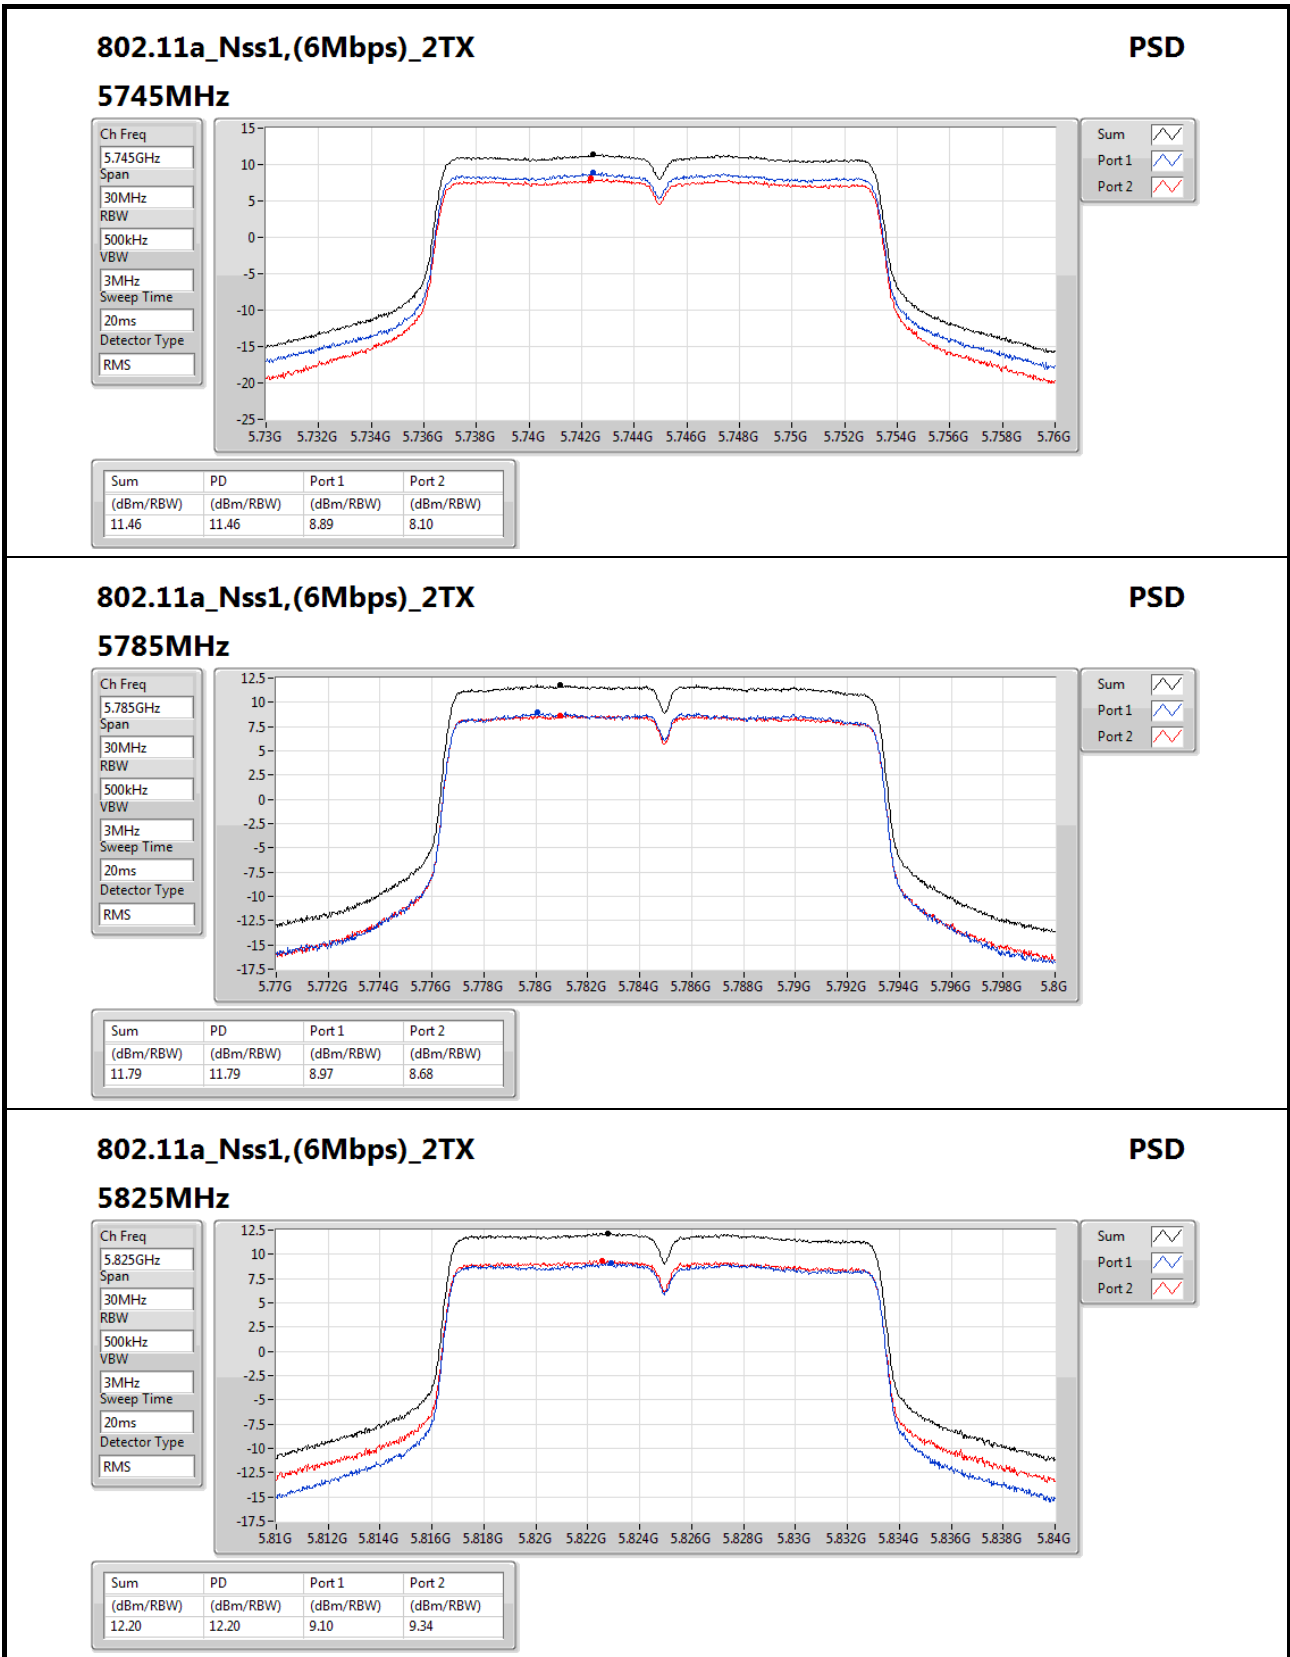 802.11a_Nss1,(6Mbps)_2TX PSD
5745MHz
Ch Freq
5.745GHz
Span
30MHz
RBW
500kHz
VBW
3MHz
Sweep Time
20ms
Detector Type
RMS
15
10
5
0
-5
-10
-15
-20
-25
5.73G 5.732G 5.734G 5.736G 5.738G 5.74G 5.742G 5.744G 5.746G 5.748G 5.75G 5.752G 5.754G 5.756G 5.758G 5.76G
Sum
Port 1
Port 2
Sum PD Port 1 Port 2
(dBm/RBW) (dBm/RBW) (dBm/RBW) (dBm/RBW)
11.46 11.46 8.89 8.10
802.11a_Nss1,(6Mbps)_2TX PSD
5785MHz
Ch Freq
5.785GHz
Span
30MHz
RBW
500kHz
VBW
3MHz
Sweep Time
20ms
Detector Type
RMS
12.5
10
7.5
5
2.5
0
-2.5
-5
-7.5
-10
-12.5
-15
-17.5
5.77G 5.772G 5.774G 5.776G 5.778G 5.78G 5.782G 5.784G 5.786G 5.788G 5.79G 5.792G 5.794G 5.796G 5.798G 5.8G
Sum
Port 1
Port 2
Sum PD Port 1 Port 2
(dBm/RBW) (dBm/RBW) (dBm/RBW) (dBm/RBW)
11.79 11.79 8.97 8.68
802.11a_Nss1,(6Mbps)_2TX PSD
5825MHz
Ch Freq
5.825GHz
Span
30MHz
RBW
500kHz
VBW
3MHz
Sweep Time
20ms
Detector Type
RMS
12.5
10
7.5
5
2.5
0
-2.5
-5
-7.5
-10
-12.5
-15
-17.5
5.81G 5.812G 5.814G 5.816G 5.818G 5.82G 5.822G 5.824G 5.826G 5.828G 5.83G 5.832G 5.834G 5.836G 5.838G 5.84G
Sum
Port 1
Port 2
Sum PD Port 1 Port 2
(dBm/RBW) (dBm/RBW) (dBm/RBW) (dBm/RBW)
12.20 12.20 9.10 9.34